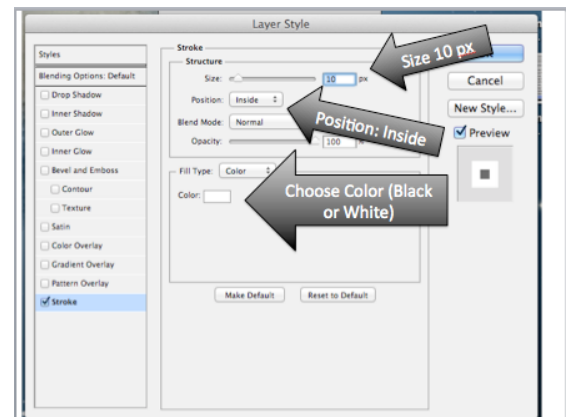 Layer Style
Styles
Blending Options: Default
Drop Shadow
Inner Shadow
Outer Glow
Inner Glow
Bevel and Emboss
Contour
Texture
Satin
Color Overlay
Gradient Overlay
Pattern Overlay
Stroke
Stroke
Structure
Size: 10 px
Position: Inside
Blend Mode: Normal
Opacity: 100
Fill Type: Color
Color:
Make Default Reset to Default
Size 10 px
Position: Inside
Choose Color (Black
or White)
Cancel
New Style...
Preview